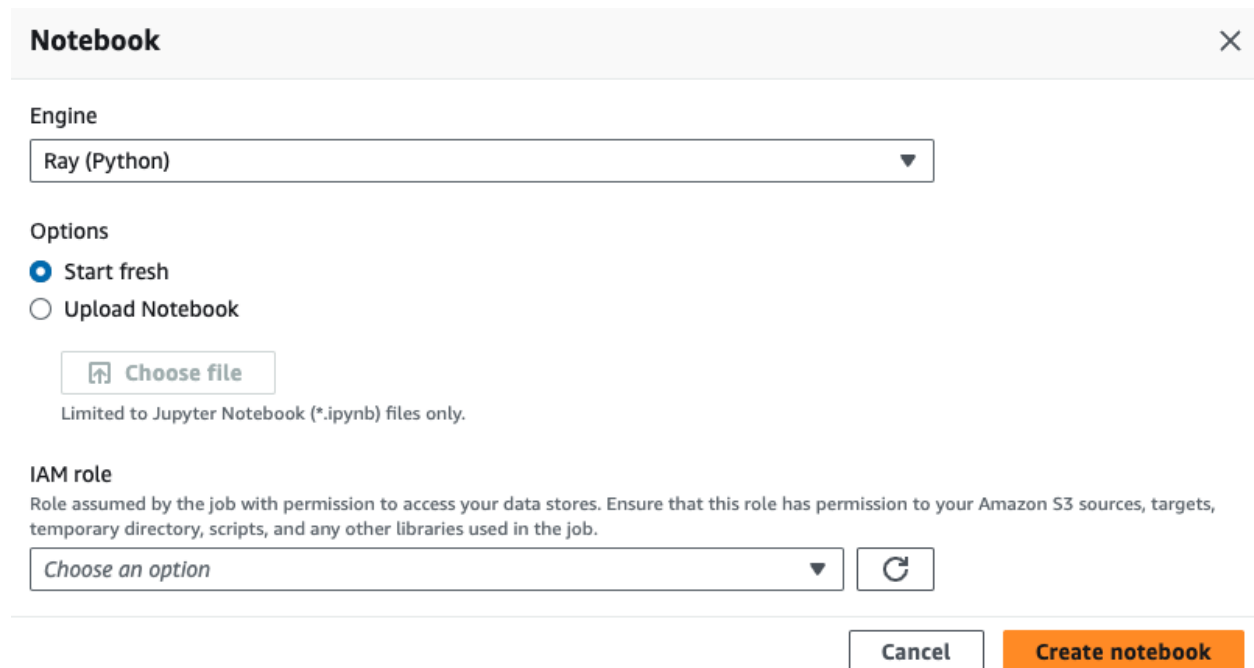 Notebook
Engine
Ray (Python)
Options
Start fresh
Upload Notebook
Choose file
Limited to Jupyter Notebook (*.ipynb) files only.
IAM role
Role assumed by the job with permission to access your data stores. Ensure that this role has permission to your Amazon S3 sources, targets,
temporary directory, scripts, and any other libraries used in the job.
Choose an option
Cancel
Create notebook